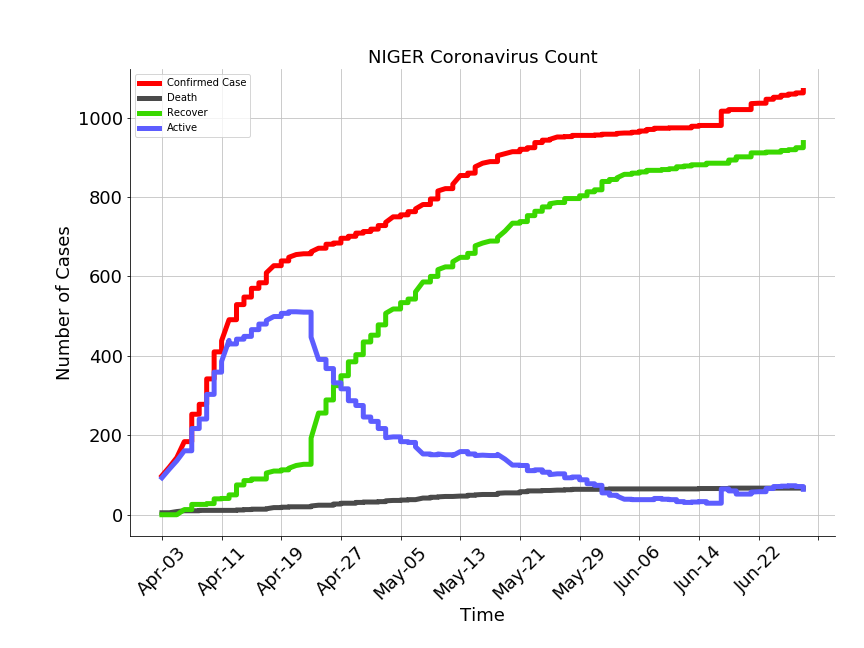 NIGER Coronavirus Count
Confirmed Case
Death
Recover
Active
Number of Cases
1000
800
600
400
200
0
Apr-03
Apr-11
Apr-19
Apr-27
May-05
May-13
May-21
May-29
Jun-06
Jun-14
Jun-22
Time